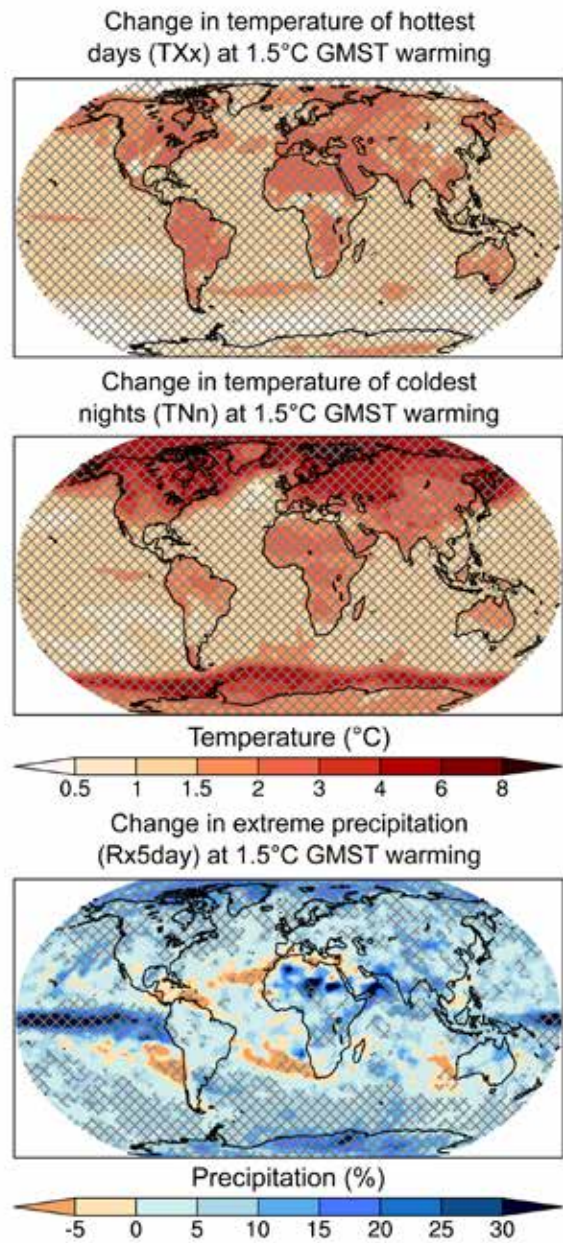 Change in temperature of hottest
days (TXx) at 1.5°C GMST warming
Change in temperature of coldest
nights (TNn) at 1.5°C GMST warming
Temperature (°C)
0.5 1 1.5 2 3 4 6 8
Change in extreme precipitation
(Rx5day) at 1.5°C GMST warming
Precipitation (%)
-5 0 5 10 15 20 25 30